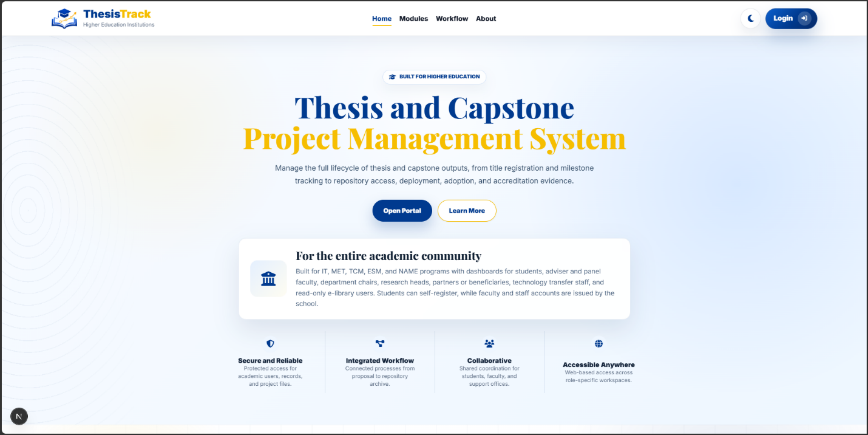 ThesisTrack
Higher Education Institutions
Home Modules Workflow About
Login
BUILT FOR HIGHER EDUCATION
Thesis and Capstone
Project Management System
Manage the full lifecycle of thesis and capstone outputs, from title registration and milestone
tracking to repository access, deployment, adoption, and accreditation evidence.
Open Portal
Learn More
For the entire academic community
Built for IT, MET, TCM, ESM, and NAME programs with dashboards for students, adviser and panel
faculty, department chairs, research heads, partners or beneficiaries, technology transfer staff, and
read-only e-library users. Students can self-register, while faculty and staff accounts are issued by the
school.
Secure and Reliable
Protected access for
academic users, records,
and project files.
Integrated Workflow
Connected processes from
proposal to repository
archive.
Collaborative
Shared coordination for
students, faculty, and
support offices.
Accessible Anywhere
Web-based access across
role-specific workspaces.
N